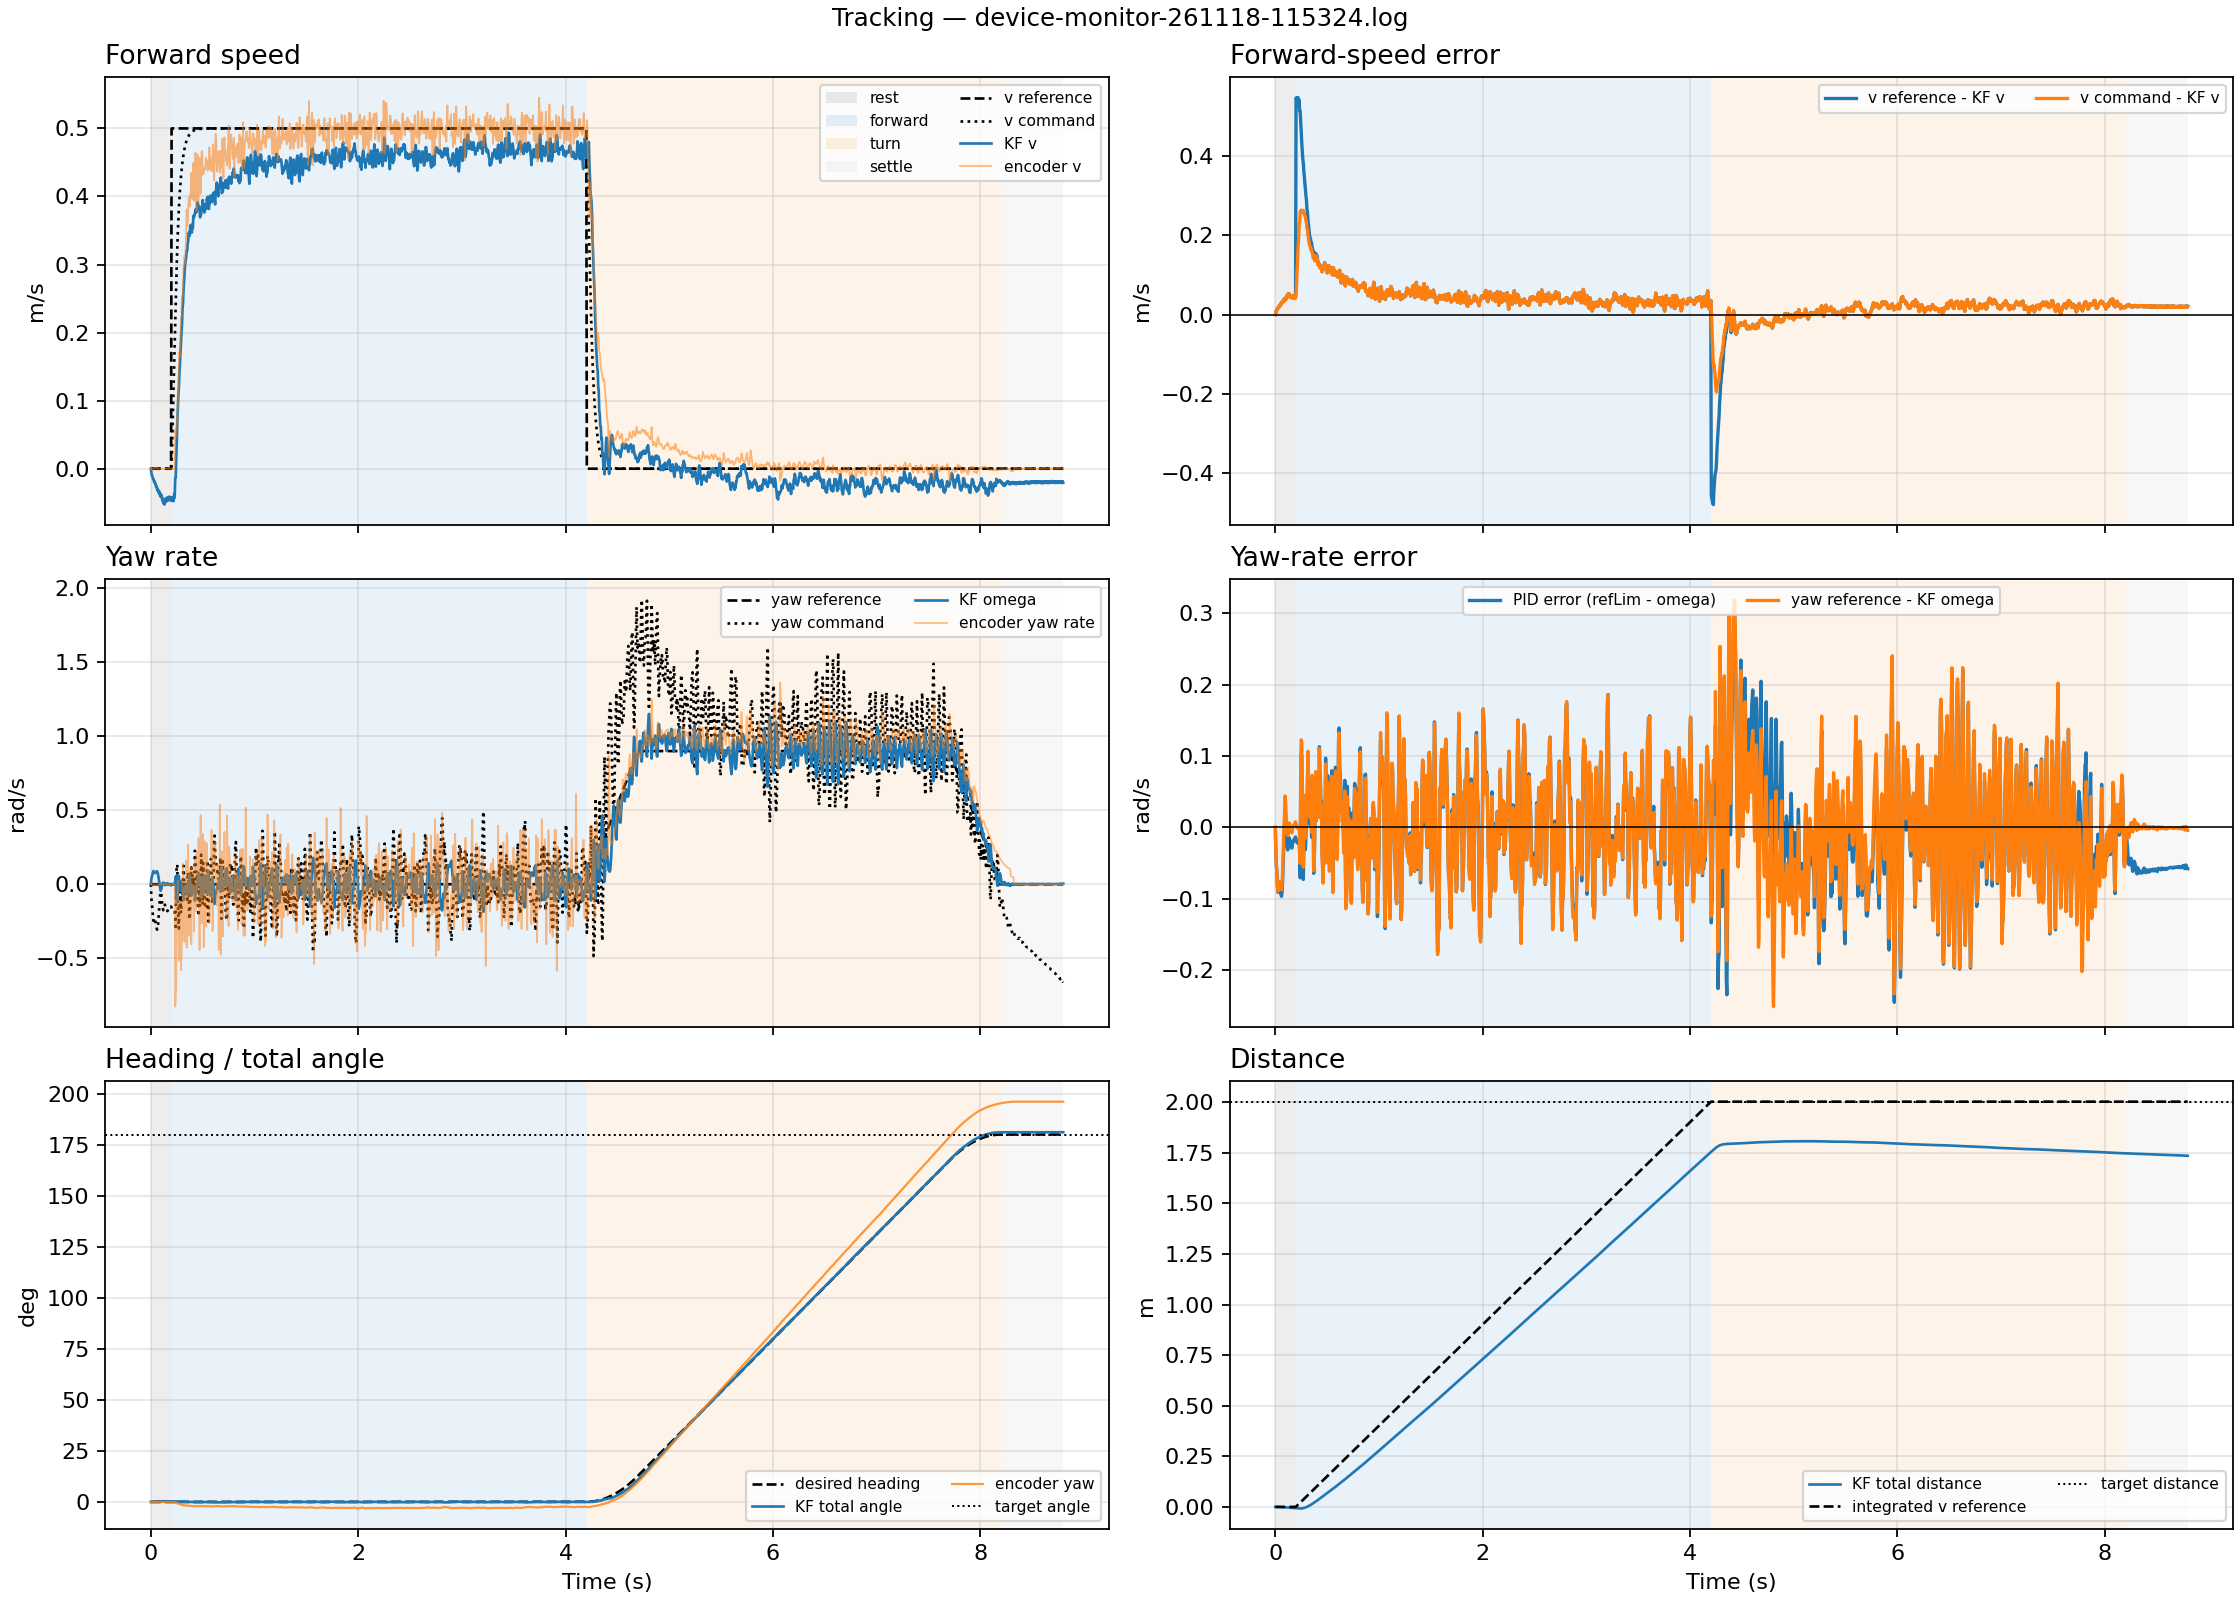 Tracking — device-monitor-261118-115324.log
Forward speed
m/s
0.5
0.4
0.3
0.2
0.1
0.0
rest
forward
turn
settle
v reference
v command
KF v
encoder v
Forward-speed error
m/s
0.4
0.2
0.0
−0.2
−0.4
v reference - KF v
v command - KF v
Yaw rate
rad/s
2.0
1.5
1.0
0.5
0.0
−0.5
yaw reference
yaw command
KF omega
encoder yaw rate
Yaw-rate error
rad/s
0.3
0.2
0.1
0.0
−0.1
−0.2
PID error (refLim - omega)
yaw reference - KF omega
Heading / total angle
deg
200
175
150
125
100
75
50
25
0
desired heading
KF total angle
encoder yaw
target angle
0 2 4 6 8
Time (s)
Distance
m
2.00
1.75
1.50
1.25
1.00
0.75
0.50
0.25
0.00
KF total distance
integrated v reference
target distance
0 2 4 6 8
Time (s)